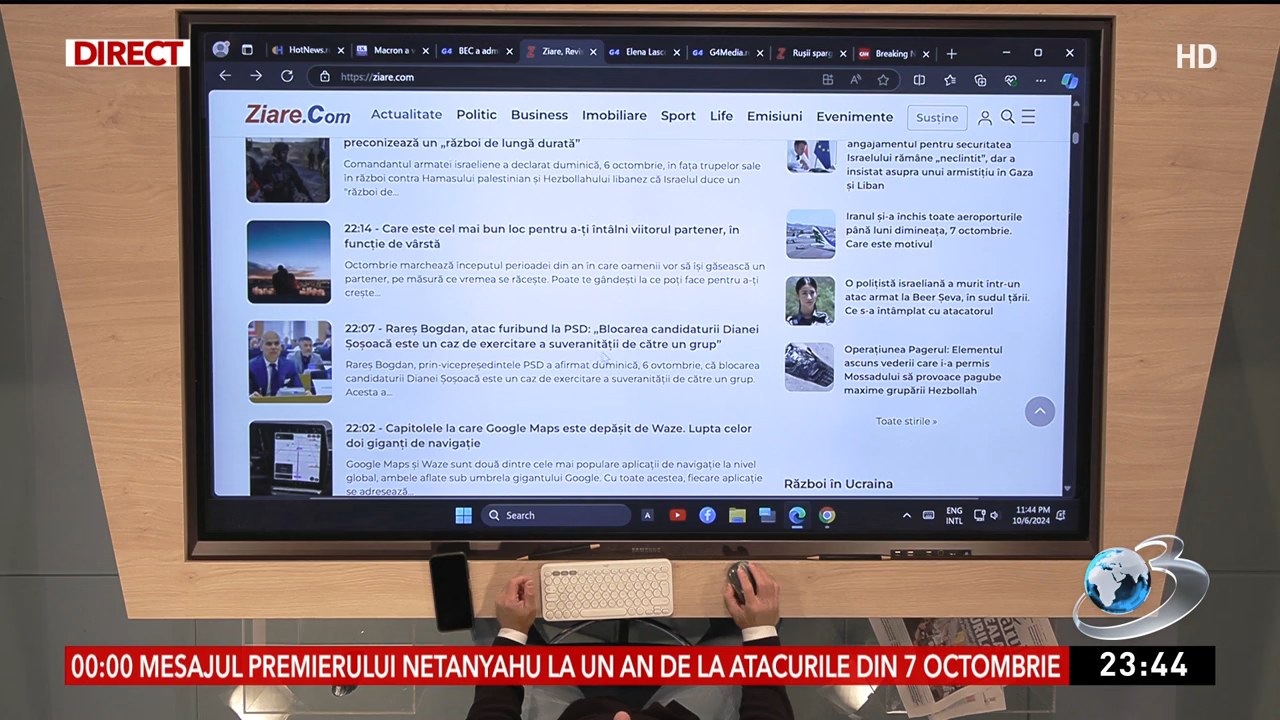 DIRECT
HD
HotNews.r
Macron a v
G4 BEC a adm
Ziare, Revis
G4 Elena Lasc
G4 G4Media.r
Rușii sparg
CNN Breaking N
https://ziare.com
Ziare.Com Actualitate Politic Business Imobiliare Sport Life Emisiuni Evenimente Susține
preconizează un „război de lungă durată”
Comandantul armatei israeliene a declarat duminică, 6 octombrie, în fața trupelor sale
în război contra Hamasului palestinian și Hezbollahului libanez că Israelul duce un
"război de...
22:14 - Care este cel mai bun loc pentru a-ți întâlni viitorul partener, în
funcție de vârstă
Octombrie marchează începutul perioadei din an în care oamenii vor să își găsească un
partener, pe măsură ce vremea se răcește. Poate te gândești la ce poți face pentru a-ți
crește...
22:07 - Rareș Bogdan, atac furibund la PSD: „Blocarea candidaturii Dianei
Șoșoacă este un caz de exercitare a suveranității de către un grup”
Rareș Bogdan, prin-vicepreședintele PSD a afirmat duminică, 6 ovtombrie, că blocarea
candidaturii Dianei Șoșoacă este un caz de exercitare a suveranității de către un grup.
Acesta a...
22:02 - Capitolele la care Google Maps este depășit de Waze. Lupta celor
doi giganți de navigație
Google Maps și Waze sunt două dintre cele mai populare aplicații de navigație la nivel
global, ambele aflate sub umbrela gigantului Google. Cu toate acestea, fiecare aplicație
se adresează...
angajamentul pentru securitatea
Israelului rămâne „neclintit”, dar a
insistat asupra unui armistițiu în Gaza
și Liban
Iranul și-a închis toate aeroporturile
până luni dimineața, 7 octombrie.
Care este motivul
O polițistă israeliană a murit într-un
atac armat la Beer Șeva, în sudul țării.
Ce s-a întâmplat cu atacatorul
Operațiunea Pagerul: Elementul
ascuns vederii care i-a permis
Mossadului să provoace pagube
maxime grupării Hezbollah
Toate stirile »
Război în Ucraina
Search
ENG
INTL
11:44 PM
10/6/2024
SAMSUNG
3
00:00 MESAJUL PREMIERULUI NETANYAHU LA UN AN DE LA ATACURILE DIN 7 OCTOMBRIE
23:44